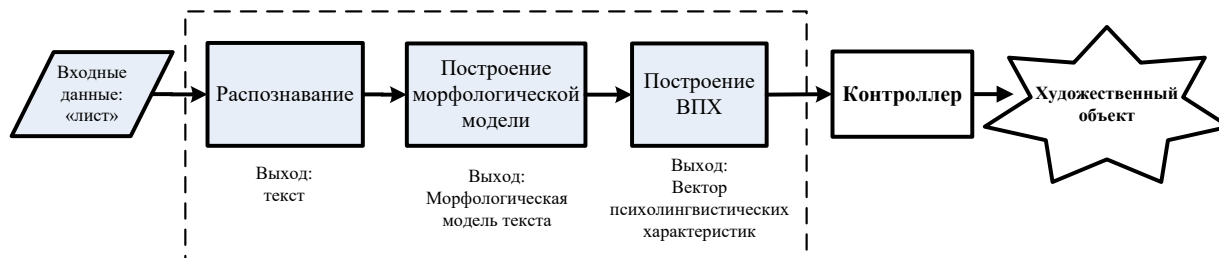 Входные
данные:
«лист»
Распознавание
Выход:
текст
Построение
морфологической
модели
Выход:
Морфологическая
модель текста
Построение
ВПХ
Выход:
Вектор
психолингвистических
характеристик
Контроллер
Художественный
объект